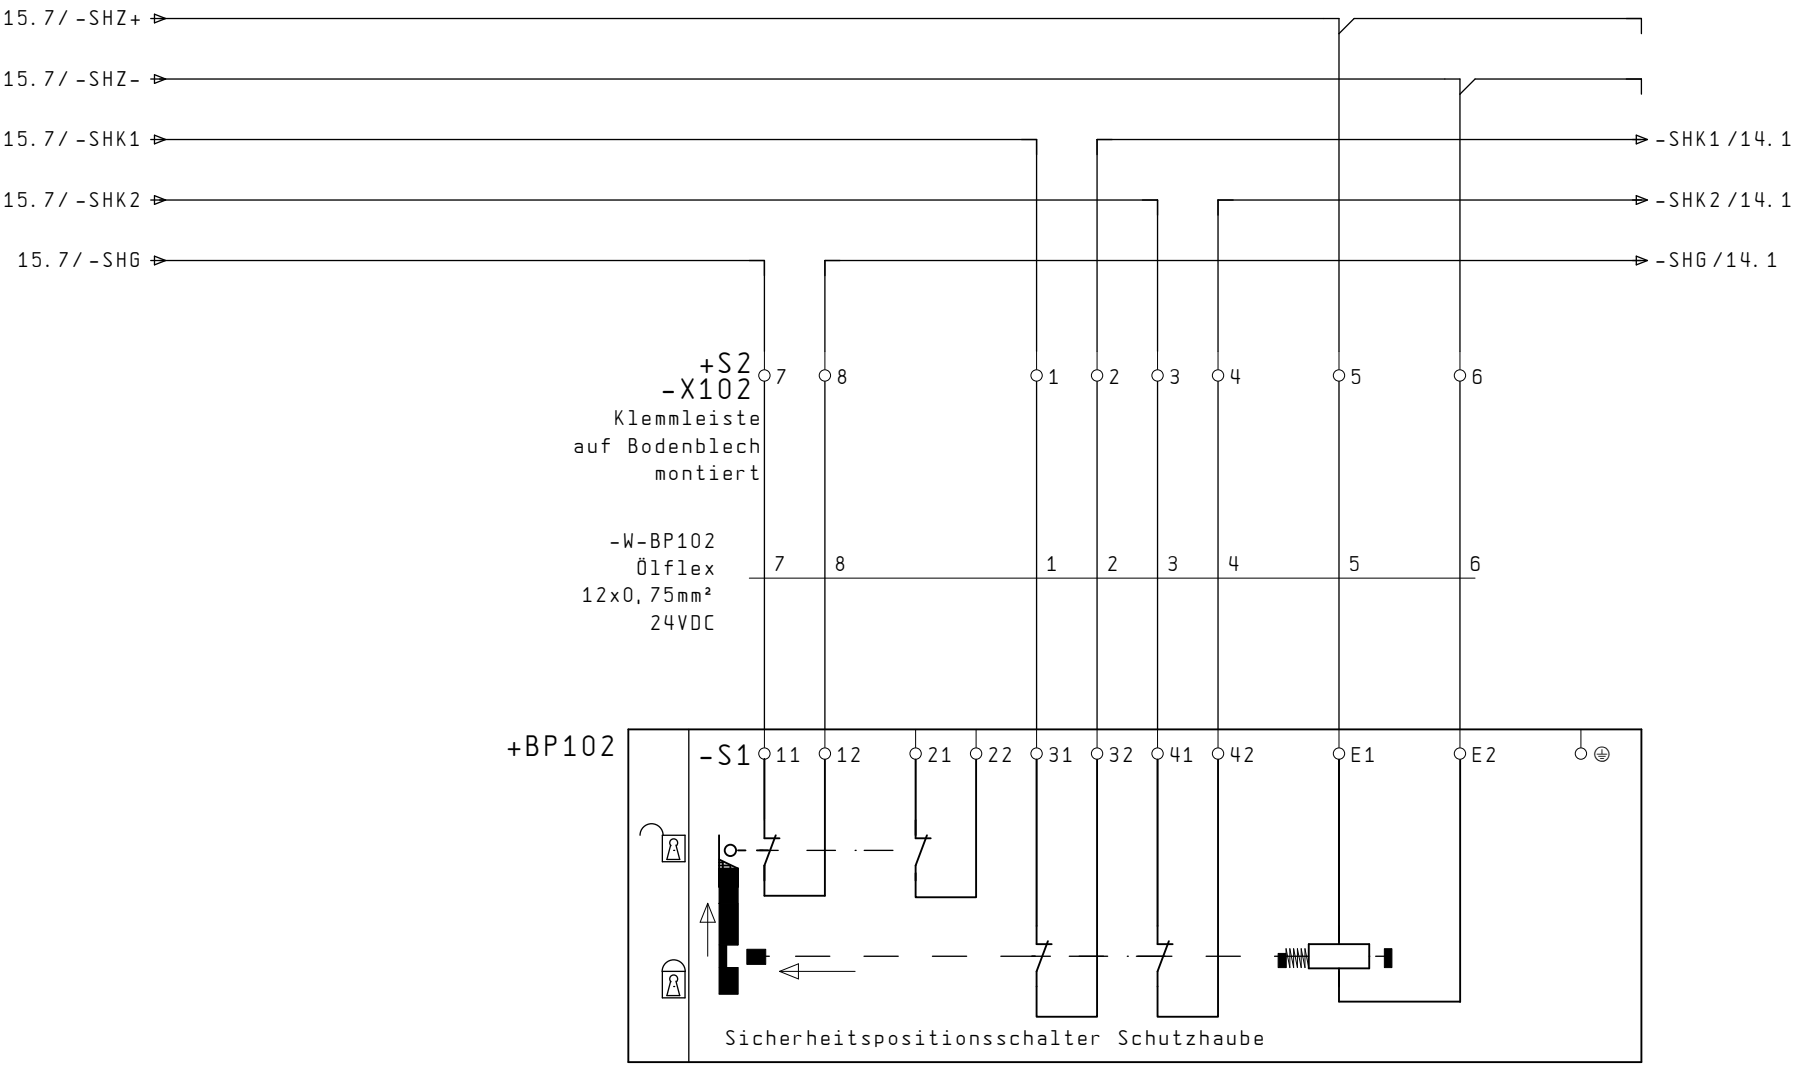 15.7/-SHZ+
15.7/-SHZ-
15.7/-SHK1
-SHK1/14.1
15.7/-SHK2
-SHK2/14.1
15.7/-SHG
-SHG/14.1
+S2
-X102
7 8 1 2 3 4 5 6
Klemmleiste
auf Bodenblech
montiert
-W-BP102
Ölflex
12x0,75mm²
24VDC
7 8 1 2 3 4 5 6
+BP102
-S1 11 12 21 22 31 32 41 42 E1 E2
Sicherheitspositionsschalter Schutzhaube